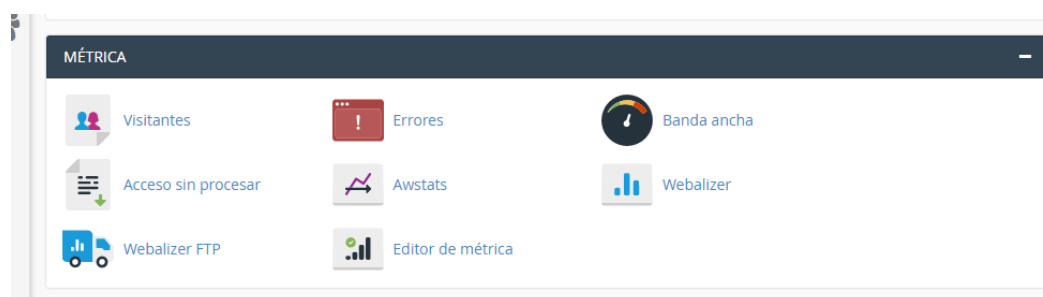 MÉTRICA
Visitantes
Errores
Banda ancha
Acceso sin procesar
Awstats
Webalizer
Webalizer FTP
Editor de métrica